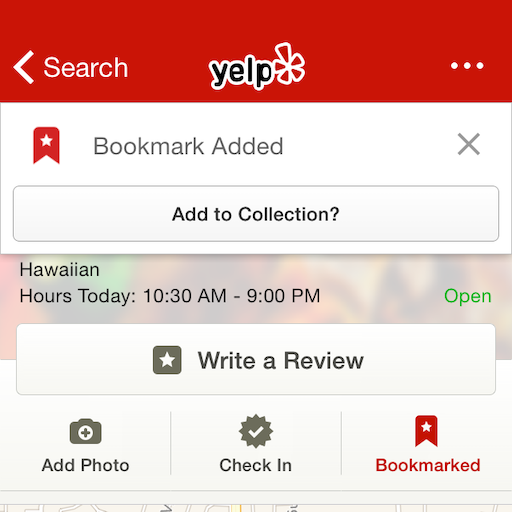 Search
yelp
Bookmark Added
Add to Collection?
Hawaiian
Hours Today: 10:30 AM - 9:00 PM
Open
Write a Review
Add Photo
Check In
Bookmarked